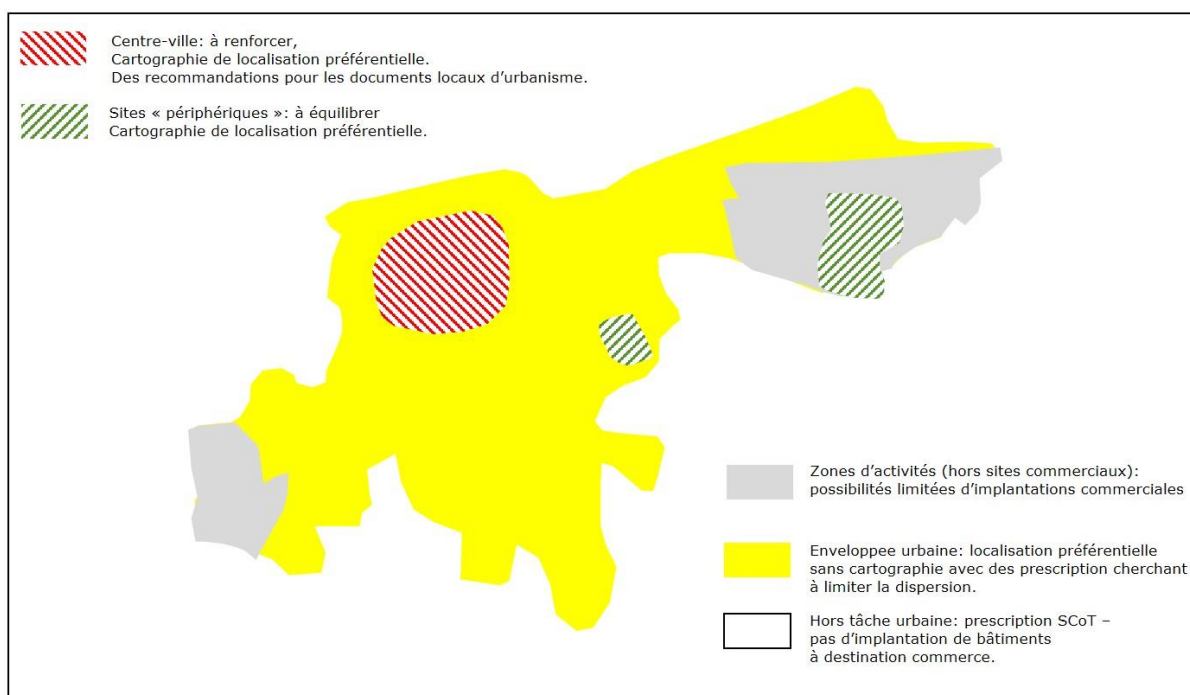 Centre-ville: à renforcer,
Cartographie de localisation préférentielle.
Des recommandations pour les documents locaux d'urbanisme.
Sites « périphériques »: à équilibrer
Cartographie de localisation préférentielle.
Zones d'activités (hors sites commerciaux):
possibilités limitées d'implantations commerciales
Enveloppee urbaine: localisation préférentielle
sans cartographie avec des prescription cherchant
à limiter la dispersion.
Hors tâche urbaine: prescription SCoT –
pas d'implantation de bâtiments
à destination commerce.